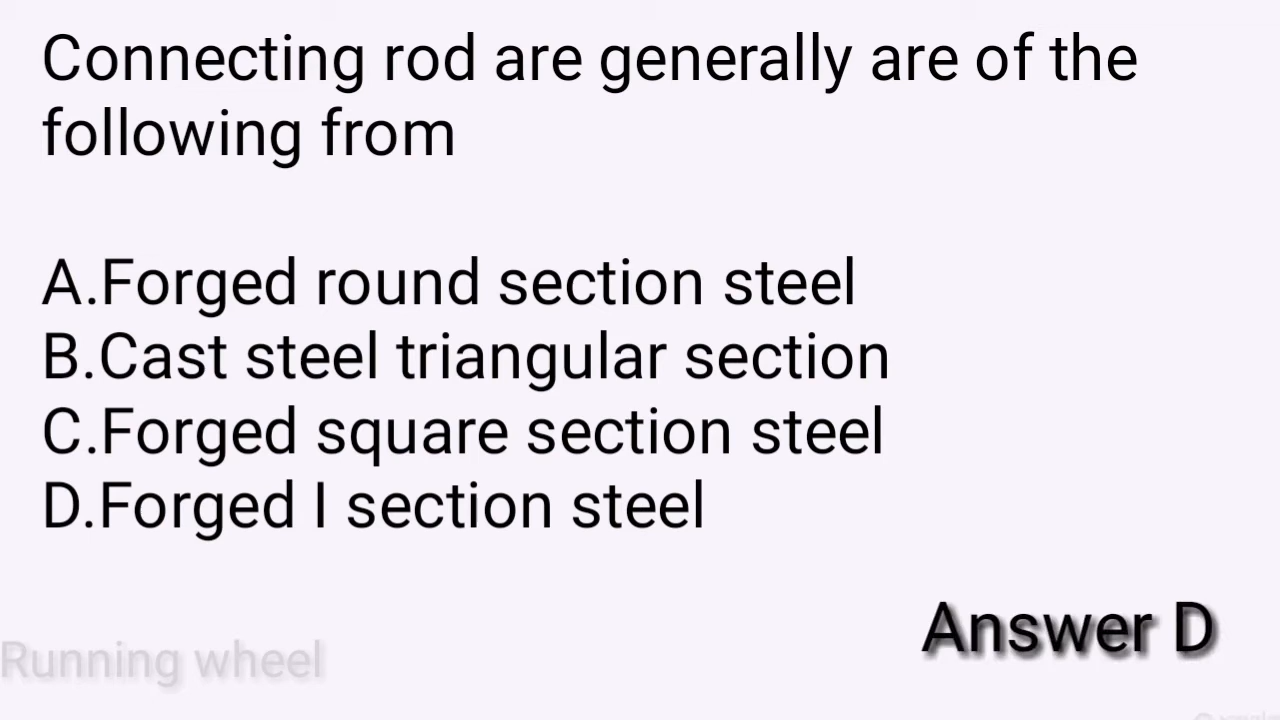 Connecting rod are generally are of the
following from
A.Forged round section steel
B.Cast steel triangular section
C.Forged square section steel
D.Forged I section steel
Answer D
Running wheel